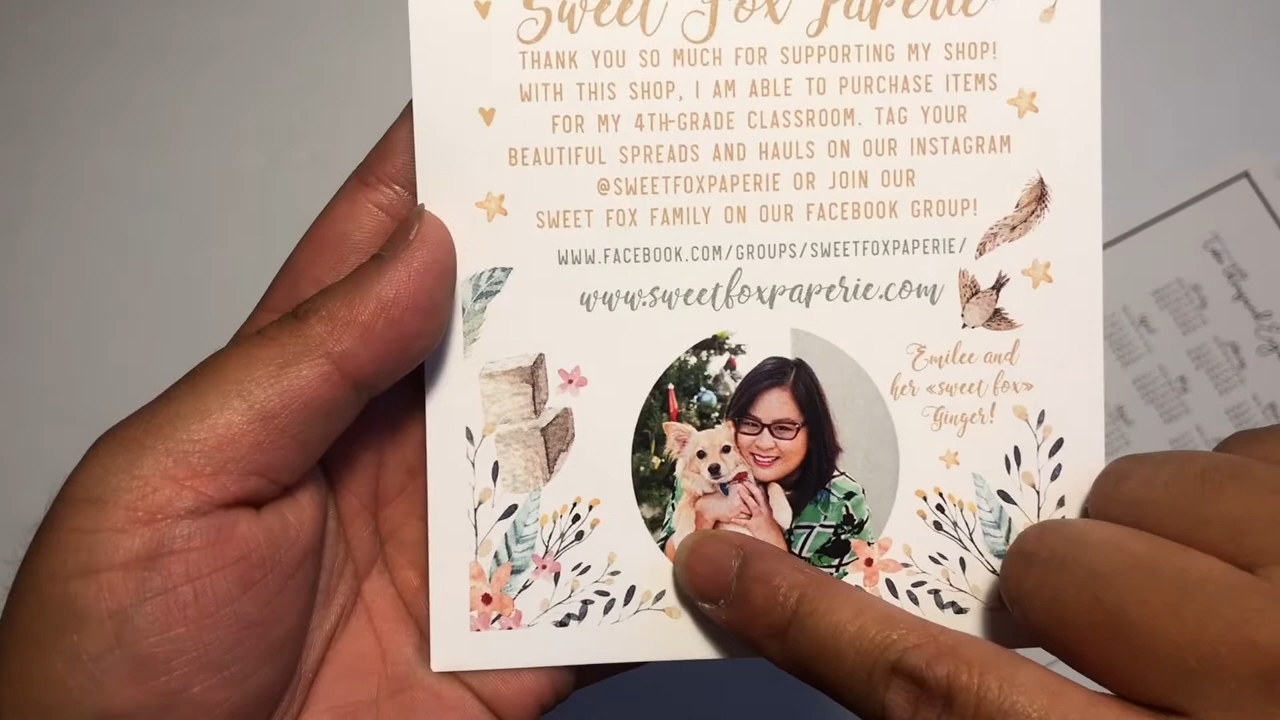 Sweet Fox Paperie
THANK YOU SO MUCH FOR SUPPORTING MY SHOP!
WITH THIS SHOP, I AM ABLE TO PURCHASE ITEMS
FOR MY 4TH-GRADE CLASSROOM. TAG YOUR
BEAUTIFUL SPREADS AND HAULS ON OUR INSTAGRAM
@SWEETFOXPAPERIE OR JOIN OUR
SWEET FOX FAMILY ON OUR FACEBOOK GROUP!
WWW.FACEBOOK.COM/GROUPS/SWEETFOXPAPERIE/
www.sweetfoxpaperie.com
Emilee and
her «sweet fox»
Ginger!